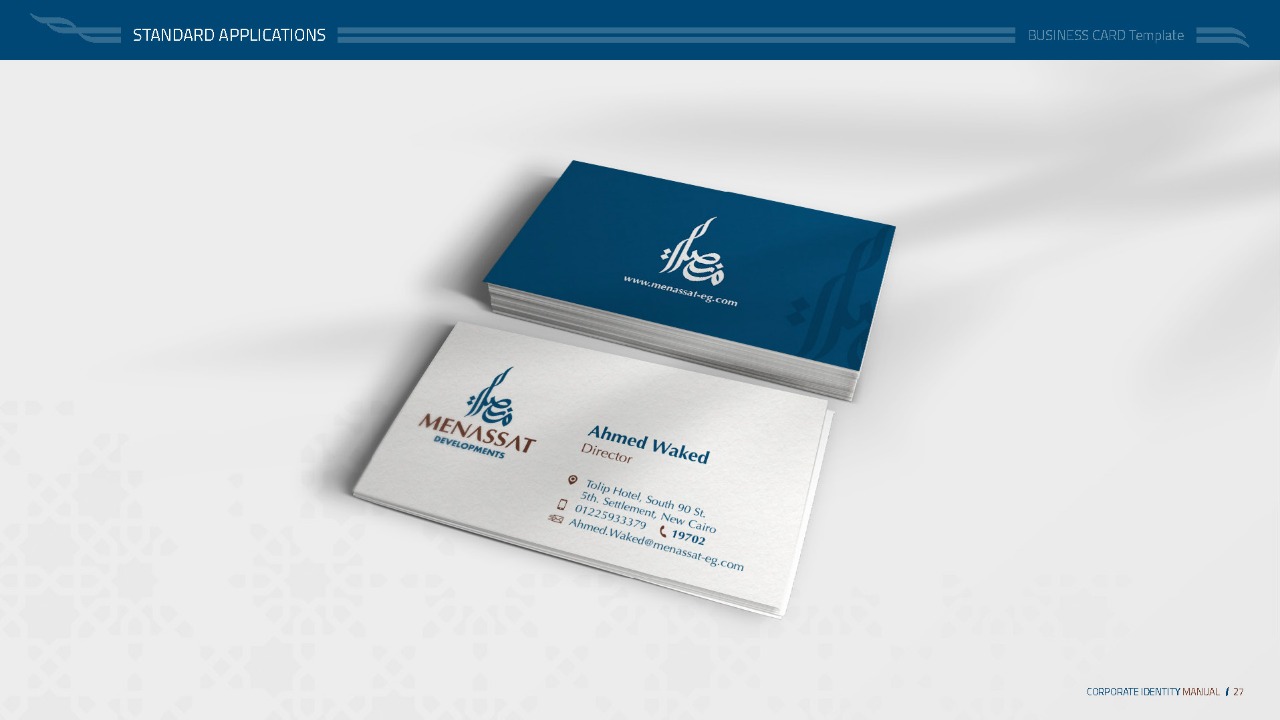 STANDARD APPLICATIONS
BUSINESS CARD Template
منصات
www.menassat-eg.com
منصات
MENASSAT
DEVELOPMENTS
Ahmed Waked
Director
Tolip Hotel, South 90 St.
5th. Settlement, New Cairo
01225933379 19702
Ahmed.Waked@menassat-eg.com
CORPORATE IDENTITY MANUAL / 27